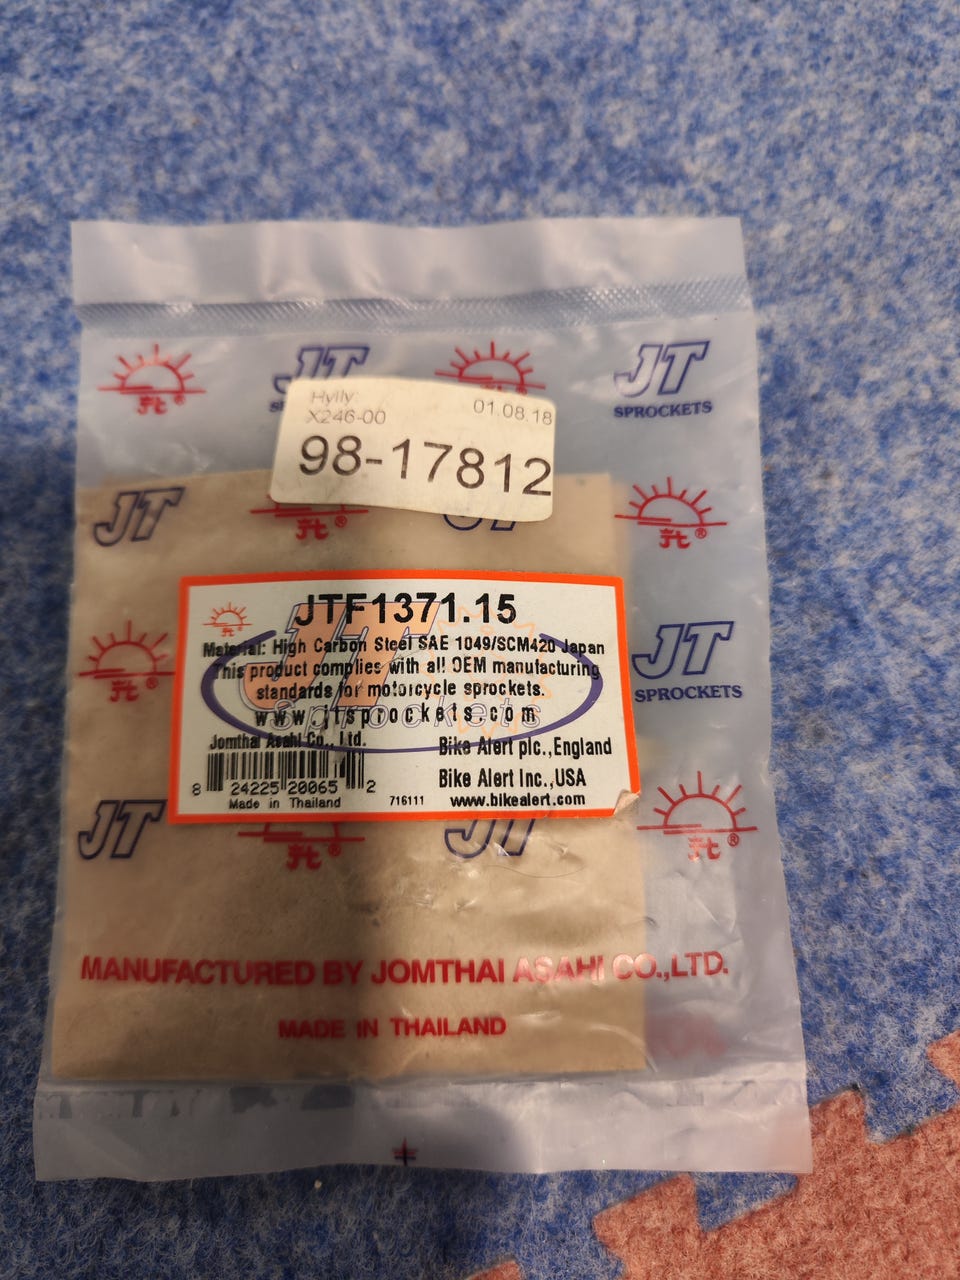 JT
JT
SPROCKETS
Hylly:
X246-00
01.08.18
98-17812
JT
JT
SPROCKETS
JTF1371.15
Material: High Carbon Steel SAE 1049/SCM420 Japan
This product complies with all OEM manufacturing
standards for motorcycle sprockets.
www.jtsprockets.com
Jomthai Asahi Co., Ltd.
Bike Alert plc.,England
Bike Alert Inc.,USA
8 24225 20065 2
Made in Thailand
716111
www.bikealert.com
JT
Sprockets
JT
JT
MANUFACTURED BY JOMTHAI ASAHI CO.,LTD.
MADE IN THAILAND